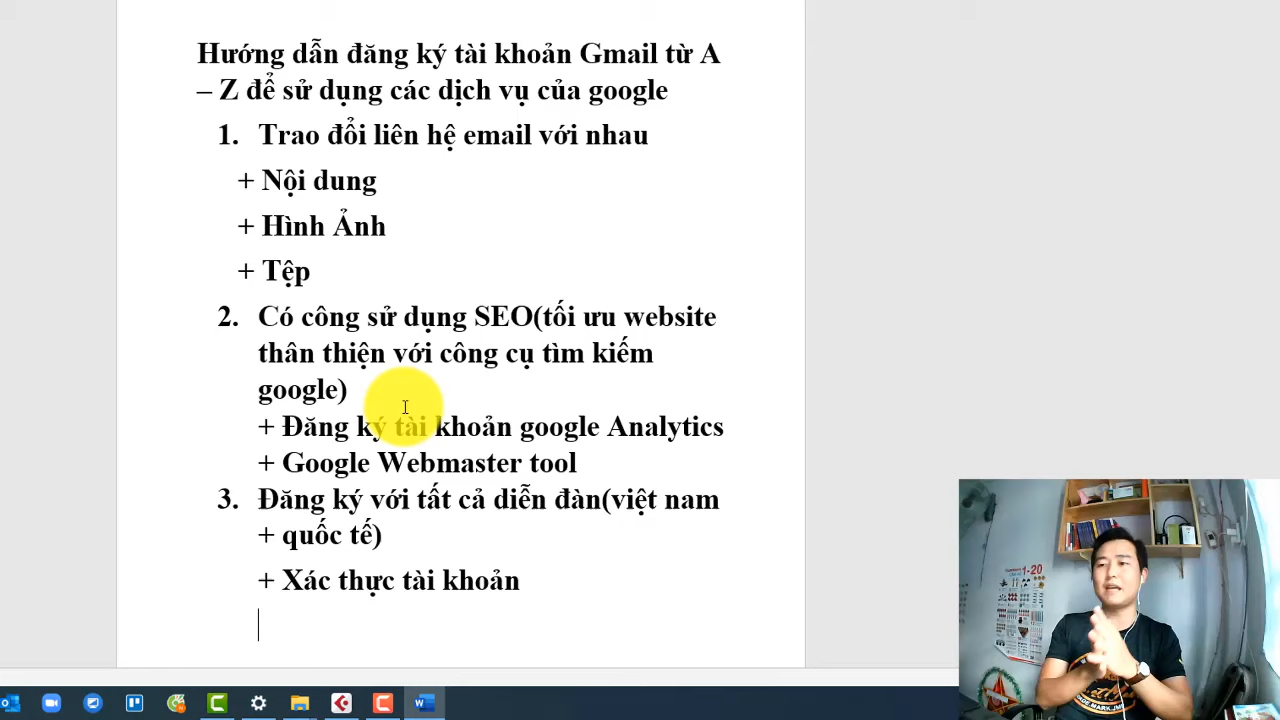 Hướng dẫn đăng ký tài khoản Gmail từ A
– Z để sử dụng các dịch vụ của google
1. Trao đổi liên hệ email với nhau
+ Nội dung
+ Hình Ảnh
+ Tệp
2. Có công sử dụng SEO(tối ưu website
thân thiện với công cụ tìm kiếm
google)
+ Đăng ký tài khoản google Analytics
+ Google Webmaster tool
3. Đăng ký với tất cả diễn đàn(việt nam
+ quốc tế)
+ Xác thực tài khoản
1-20